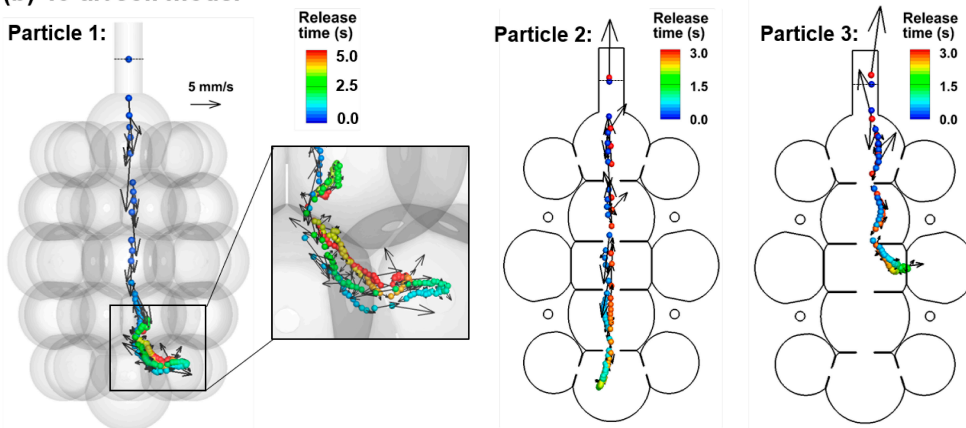 Particle 1:
Release
time (s)
5.0
2.5
0.0
5 mm/s
Particle 2:
Release
time (s)
3.0
1.5
0.0
Particle 3:
Release
time (s)
3.0
1.5
0.0